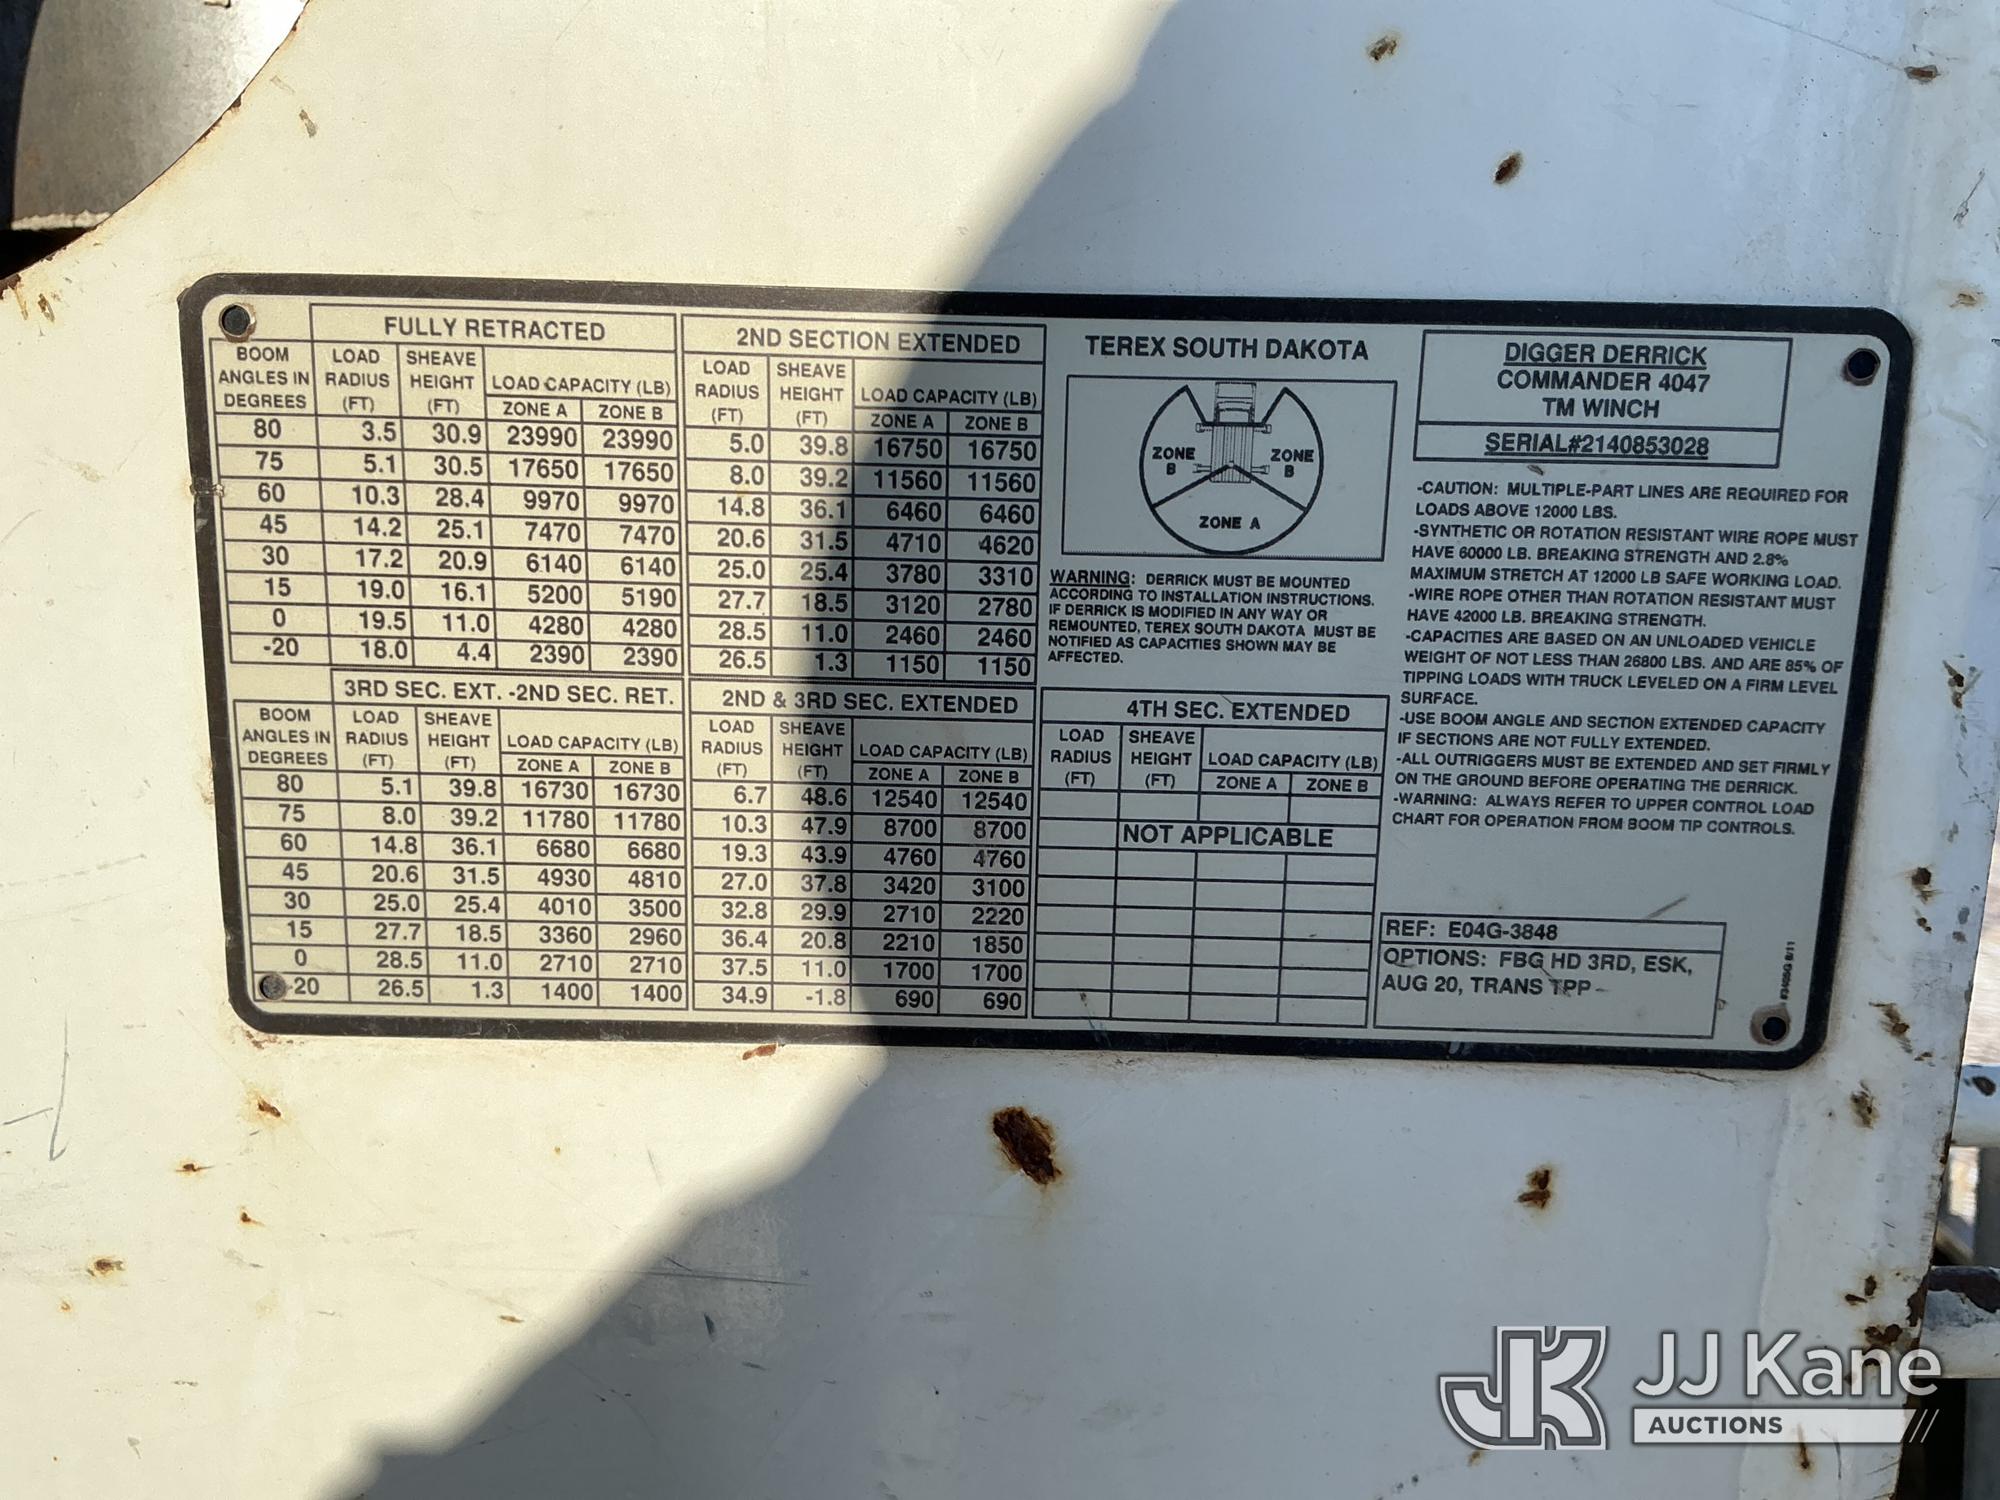 FULLY RETRACTED
BOOM ANGLES IN DEGREES | LOAD RADIUS (FT) | SHEAVE HEIGHT (FT) | LOAD CAPACITY (LB)
ZONE A | ZONE B
80 3.5 30.9 23990 23990
75 5.1 30.5 17650 17650
60 10.3 28.4 9970 9970
45 14.2 25.1 7470 7470
30 17.2 20.9 6140 6140
15 19.0 16.1 5200 5190
0 19.5 11.0 4280 4280
-20 18.0 4.4 2390 2390
2ND SECTION EXTENDED
LOAD RADIUS (FT) | SHEAVE HEIGHT (FT) | LOAD CAPACITY (LB)
ZONE A | ZONE B
5.0 39.8 16750 16750
8.0 39.2 11560 11560
14.8 36.1 6460 6460
20.6 31.5 4710 4620
25.0 25.4 3780 3310
27.7 18.5 3120 2780
28.5 11.0 2460 2460
26.5 1.3 1150 1150
3RD SEC. EXT. -2ND SEC. RET.
BOOM ANGLES IN DEGREES | LOAD RADIUS (FT) | SHEAVE HEIGHT (FT) | LOAD CAPACITY (LB)
ZONE A | ZONE B
80 5.1 39.8 16730 16730
75 8.0 39.2 11780 11780
60 14.8 36.1 6680 6680
45 20.6 31.5 4930 4810
30 25.0 25.4 4010 3500
15 27.7 18.5 3360 2960
0 28.5 11.0 2710 2710
-20 26.5 1.3 1400 1400
2ND & 3RD SEC. EXTENDED
LOAD RADIUS (FT) | SHEAVE HEIGHT (FT) | LOAD CAPACITY (LB)
ZONE A | ZONE B
6.7 48.6 12540 12540
10.3 47.9 8700 8700
19.3 43.9 4760 4760
27.0 37.8 3420 3100
32.8 29.9 2710 2220
36.4 20.8 2210 1850
37.5 11.0 1700 1700
34.9 -1.8 690 690
TEREX SOUTH DAKOTA
ZONE B
ZONE B
ZONE A
WARNING: DERRICK MUST BE MOUNTED
ACCORDING TO INSTALLATION INSTRUCTIONS.
IF DERRICK IS MODIFIED IN ANY WAY OR
REMOUNTED, TEREX SOUTH DAKOTA MUST BE
NOTIFIED AS CAPACITIES SHOWN MAY BE
AFFECTED.
4TH SEC. EXTENDED
LOAD RADIUS (FT) | SHEAVE HEIGHT (FT) | LOAD CAPACITY (LB)
ZONE A | ZONE B
NOT APPLICABLE
DIGGER DERRICK
COMMANDER 4047
TM WINCH
SERIAL#2140853028
-CAUTION: MULTIPLE-PART LINES ARE REQUIRED FOR
LOADS ABOVE 12000 LBS.
-SYNTHETIC OR ROTATION RESISTANT WIRE ROPE MUST
HAVE 60000 LB. BREAKING STRENGTH AND 2.8%
MAXIMUM STRETCH AT 12000 LB SAFE WORKING LOAD.
-WIRE ROPE OTHER THAN ROTATION RESISTANT MUST
HAVE 42000 LB. BREAKING STRENGTH.
-CAPACITIES ARE BASED ON AN UNLOADED VEHICLE
WEIGHT OF NOT LESS THAN 26800 LBS. AND ARE 85% OF
TIPPING LOADS WITH TRUCK LEVELED ON A FIRM LEVEL
SURFACE.
-USE BOOM ANGLE AND SECTION EXTENDED CAPACITY
IF SECTIONS ARE NOT FULLY EXTENDED.
-ALL OUTRIGGERS MUST BE EXTENDED AND SET FIRMLY
ON THE GROUND BEFORE OPERATING THE DERRICK.
-WARNING: ALWAYS REFER TO UPPER CONTROL LOAD
CHART FOR OPERATION FROM BOOM TIP CONTROLS.
REF: E04G-3848
OPTIONS: FBG HD 3RD, ESK,
AUG 20, TRANS TPP
#3405G 8/11
JK JJ Kane
AUCTIONS